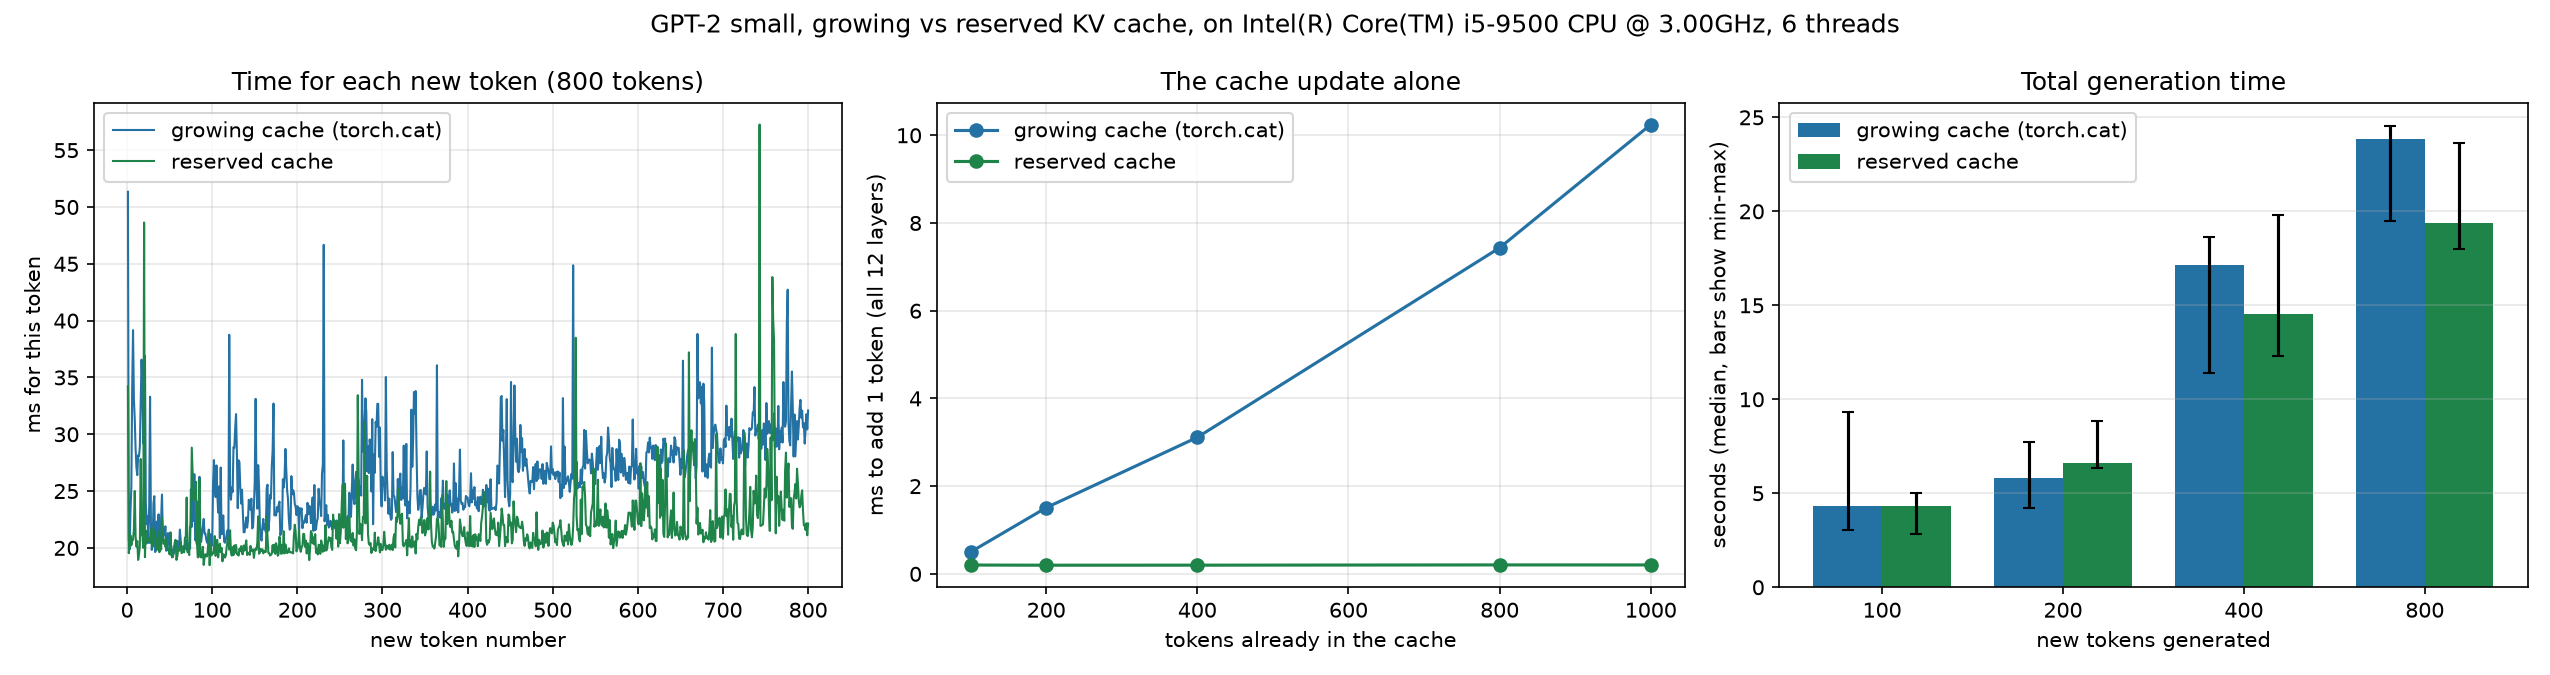 GPT-2 small, growing vs reserved KV cache, on Intel(R) Core(TM) i5-9500 CPU @ 3.00GHz, 6 threads
Time for each new token (800 tokens)
growing cache (torch.cat)
reserved cache
ms for this token
55
50
45
40
35
30
25
20
0 100 200 300 400 500 600 700 800
new token number
The cache update alone
growing cache (torch.cat)
reserved cache
ms to add 1 token (all 12 layers)
10
8
6
4
2
0
200 400 600 800 1000
tokens already in the cache
Total generation time
growing cache (torch.cat)
reserved cache
seconds (median, bars show min-max)
25
20
15
10
5
0
100 200 400 800
new tokens generated